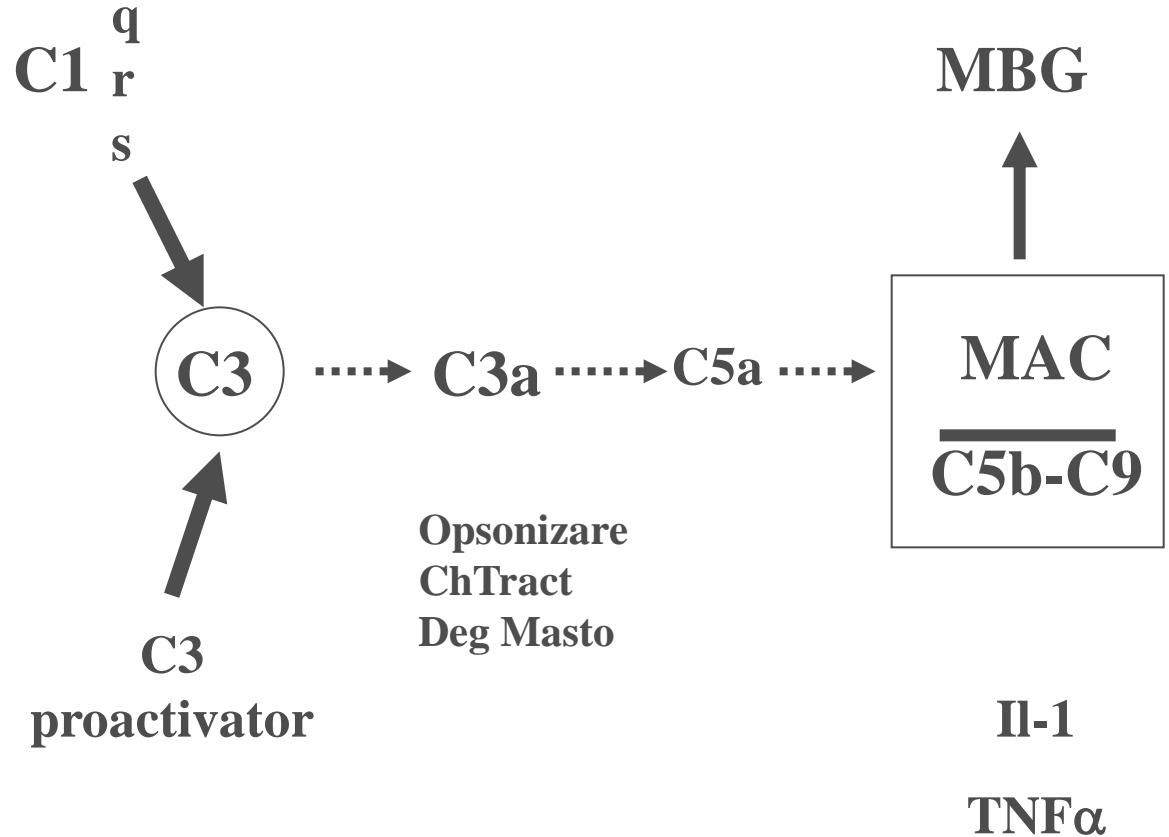 C1 q
r
s
MBG
C3
C3a
C5a
MAC
C5b-C9
Opsonizare
ChTract
Deg Masto
C3
proactivator
Il-1
TNFα